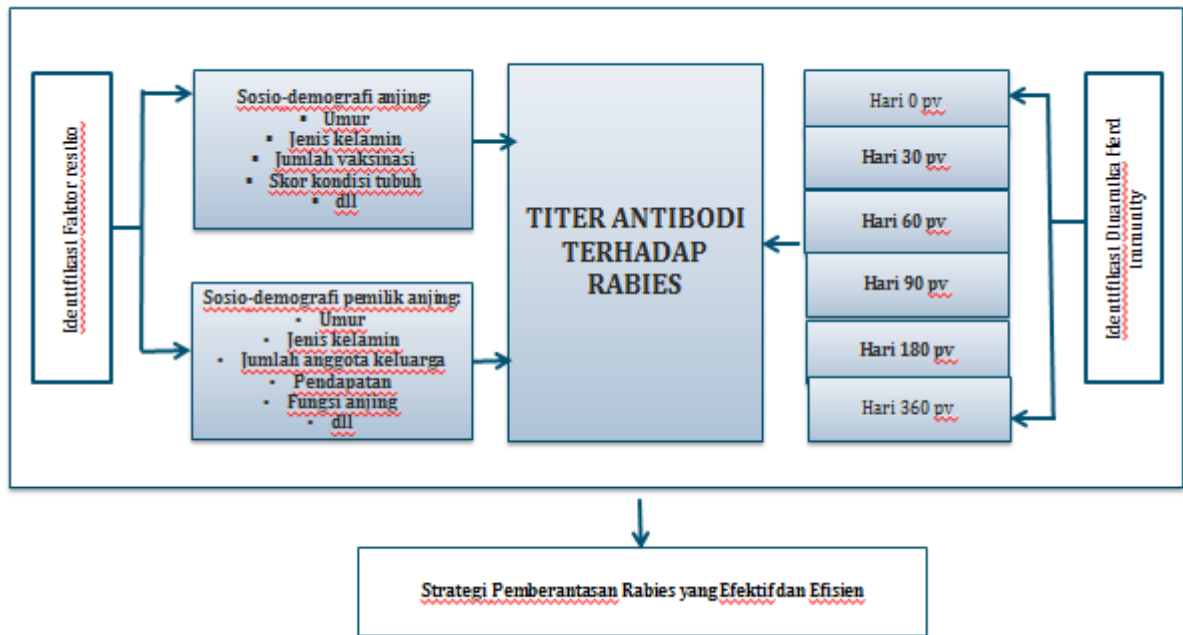 Identifikasi Faktor resiko
Sosio-demografi anjing:
▪ Umur
▪ Jenis kelamin
▪ Jumlah vaksinasi
▪ Skor kondisi tubuh
▪ dll
Sosio-demografi pemilik anjing:
▪ Umur
▪ Jenis kelamin
▪ Jumlah anggota keluarga
▪ Pendapatan
▪ Fungsi anjing
▪ dll
TITER ANTIBODI
TERHADAP
RABIES
Hari 0 pv
Hari 30 pv
Hari 60 pv
Hari 90 pv
Hari 180 pv
Hari 360 pv
Identifikasi Dinamika Herd
Immunity
Strategi Pemberantasan Rabies yang Efektif dan Efisien